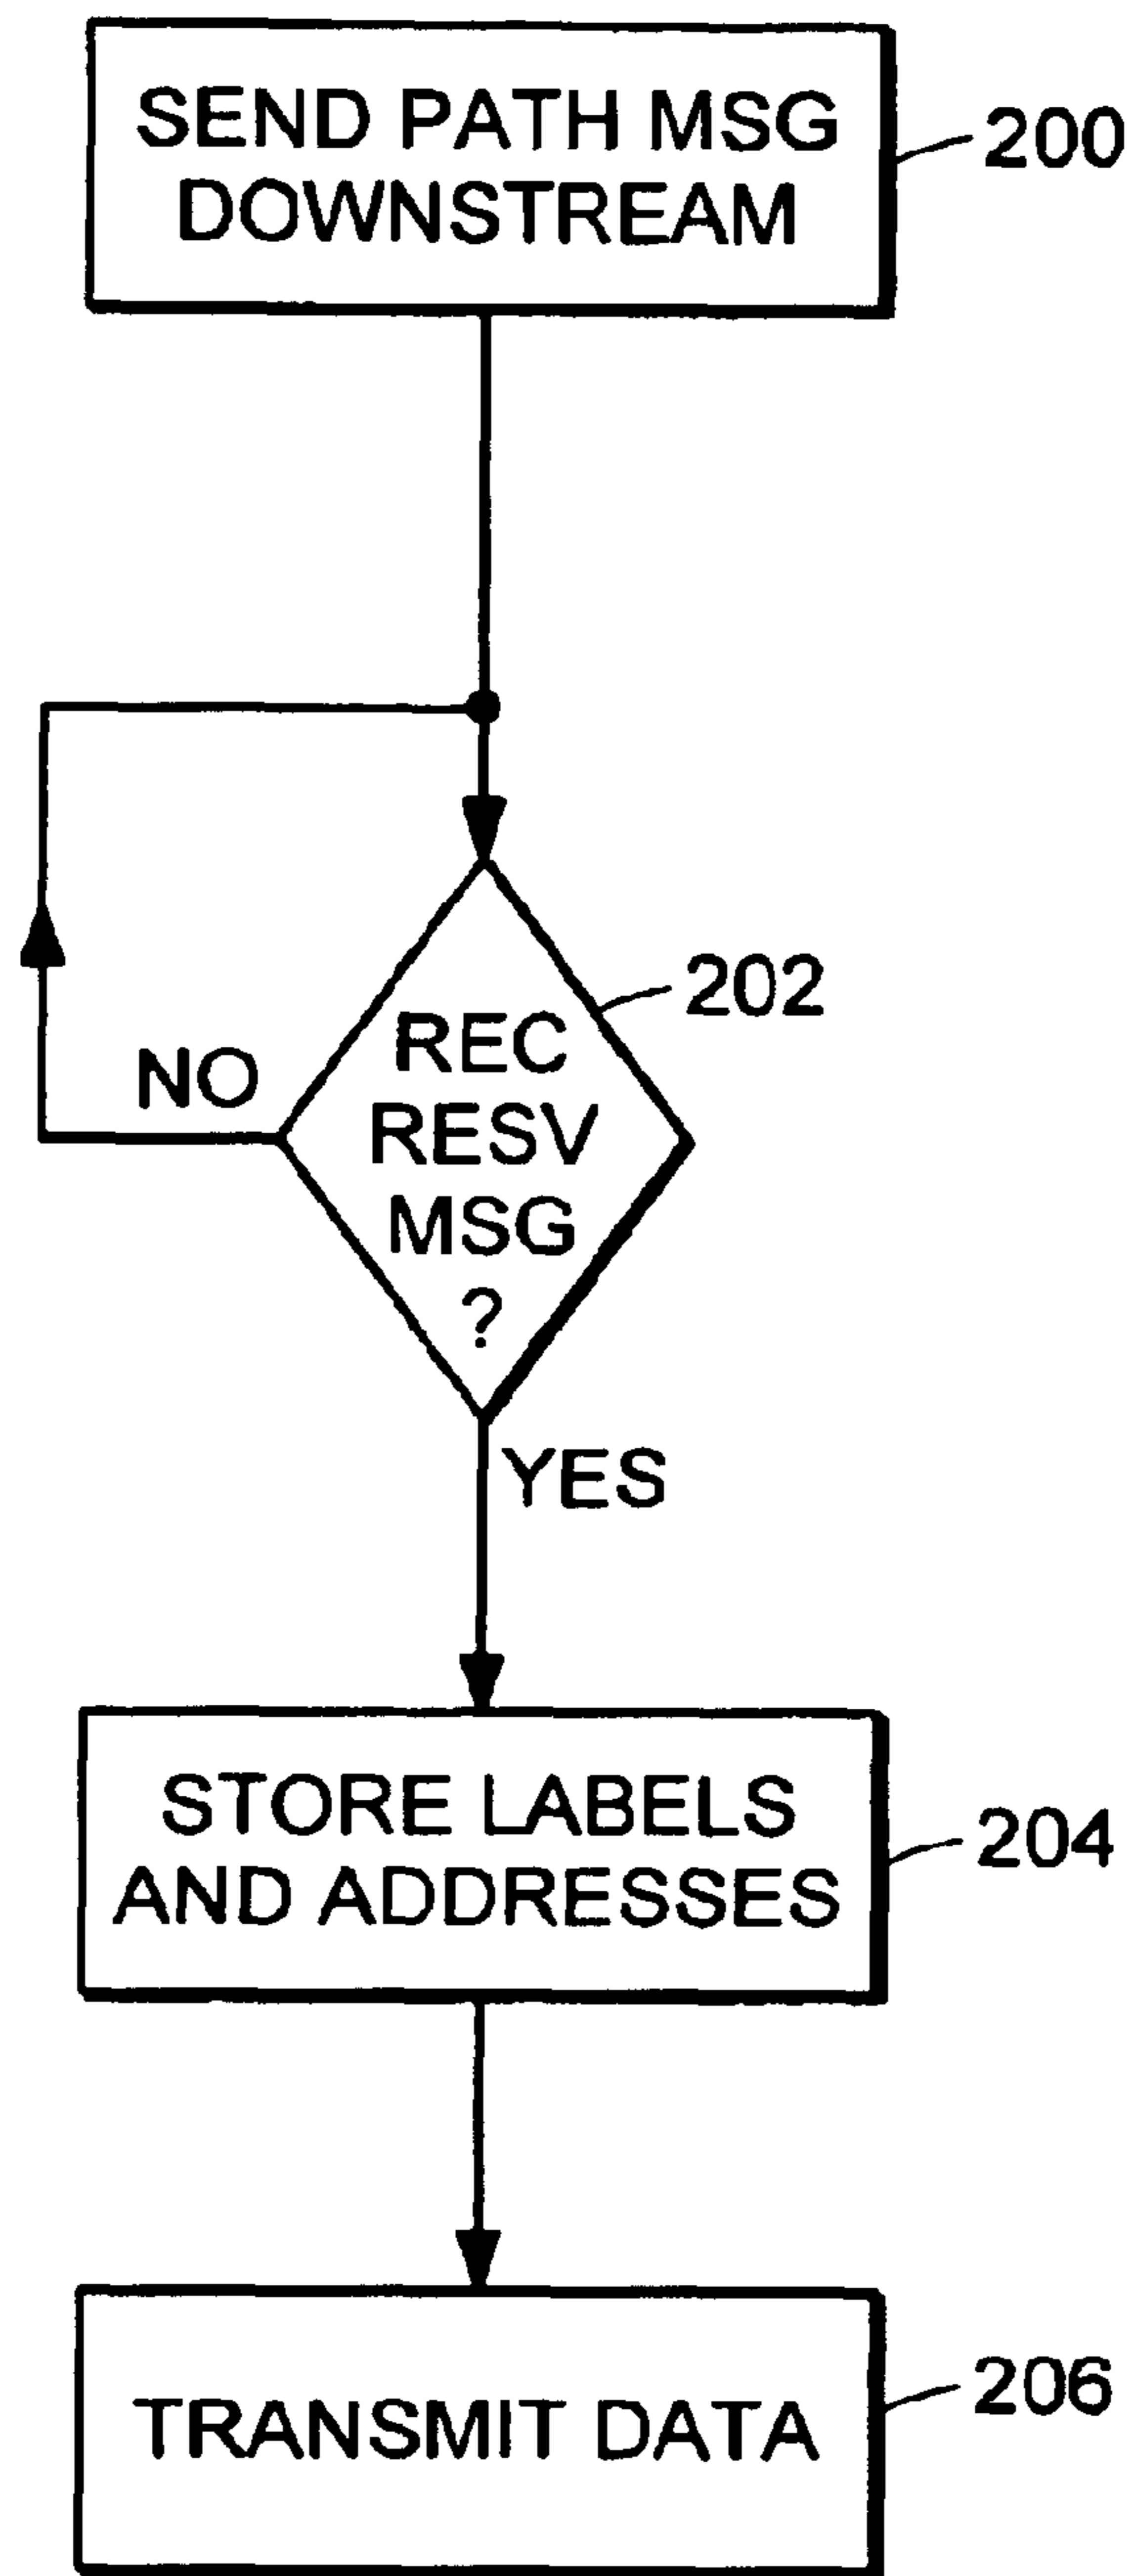 SEND PATH MSG
DOWNSTREAM
200
202
REC
RESV
MSG
?
NO
YES
STORE LABELS
AND ADDRESSES
204
TRANSMIT DATA
206